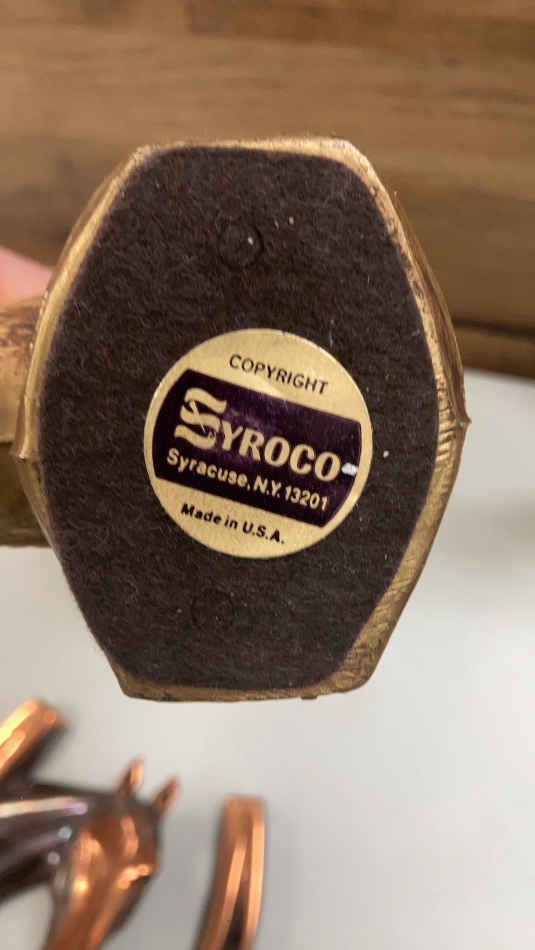 COPYRIGHT
SYROCO
Syracuse, N.Y. 13201
Made in U.S.A.